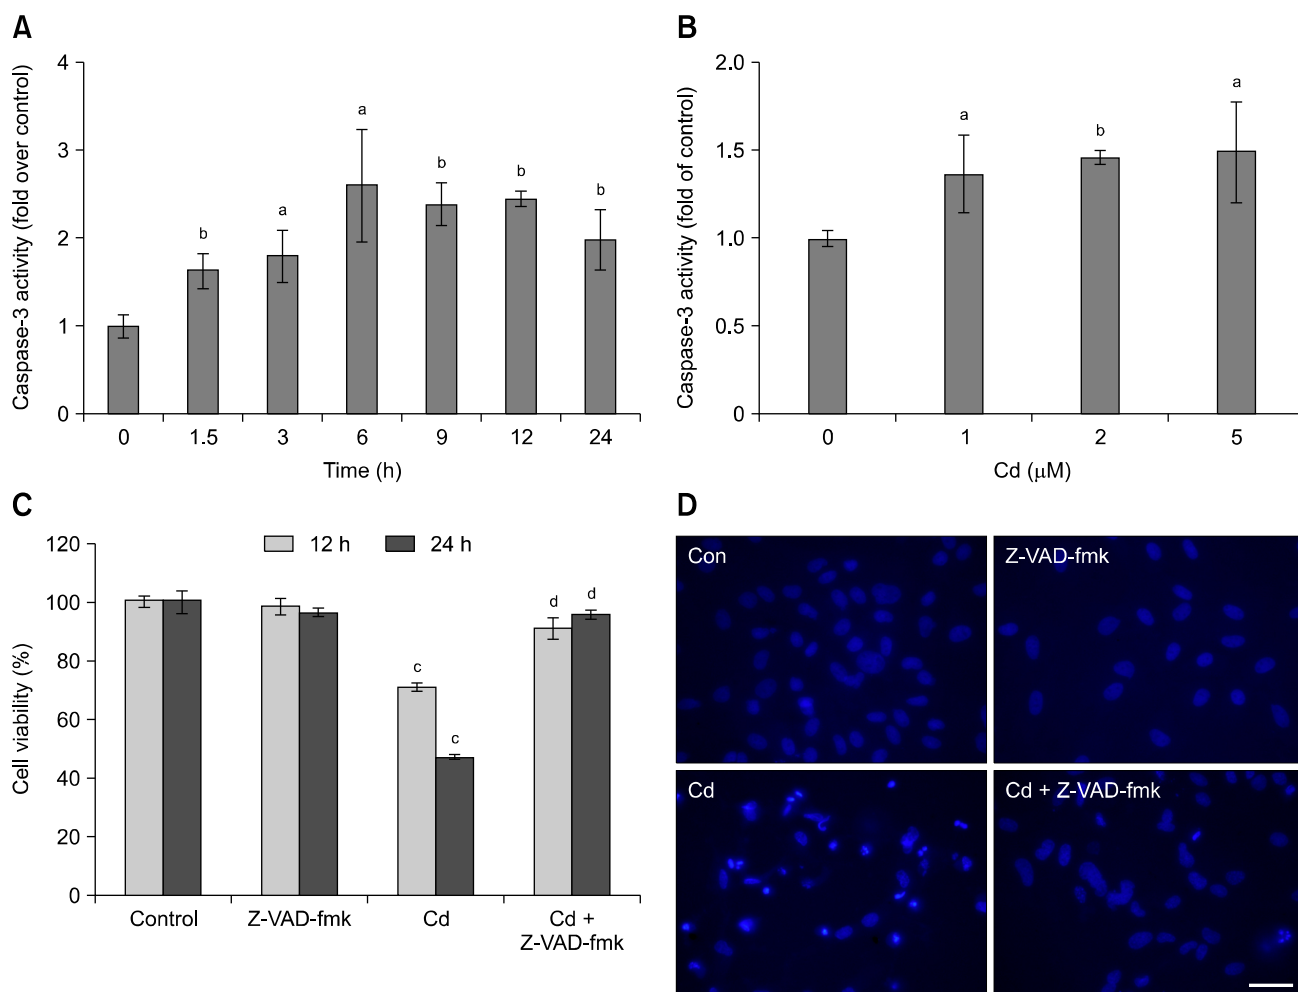 A
Caspase-3 activity (fold over control)
4
3
2
1
0
a
b
b
b
a
b
0 1.5 3 6 9 12 24
Time (h)
B
Caspase-3 activity (fold of control)
2.0
1.5
1.0
0.5
0
a
a
b
0 1 2 5
Cd (μM)
C
Cell viability (%)
120
100
80
60
40
20
0
12 h 24 h
d d
c
c
Control Z-VAD-fmk Cd Cd +
Z-VAD-fmk
D
Con
Z-VAD-fmk
Cd
Cd + Z-VAD-fmk